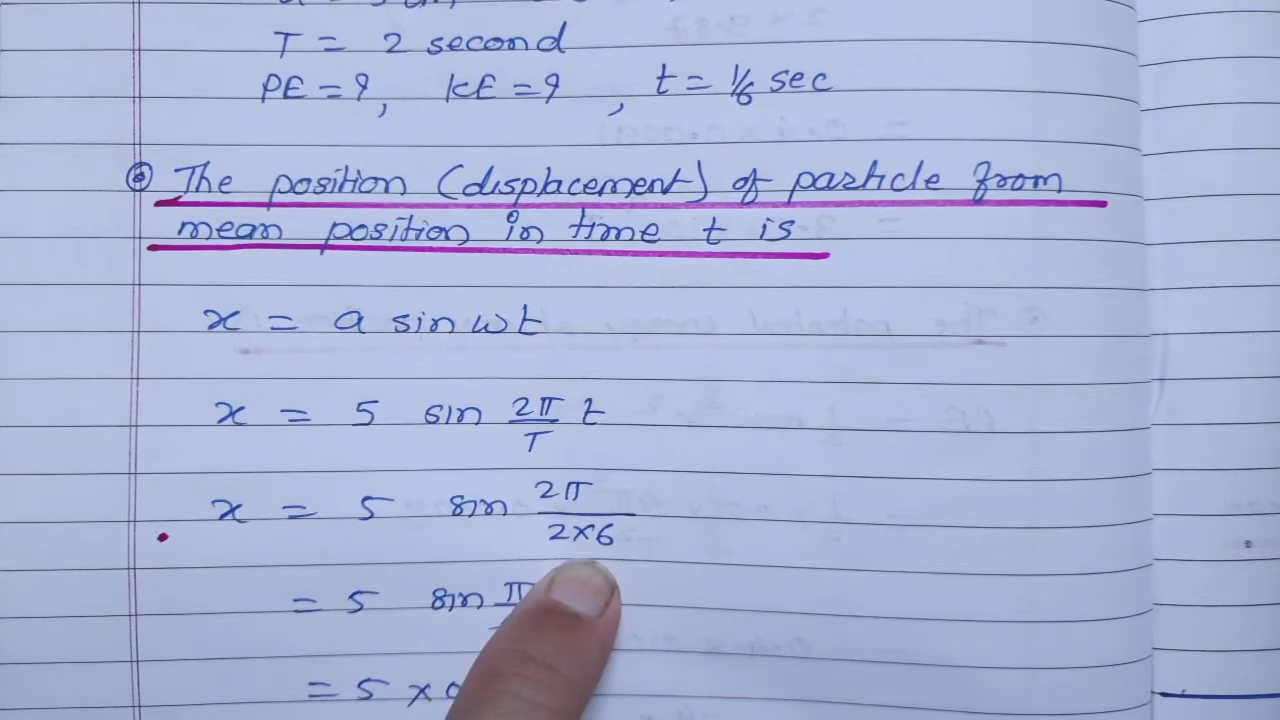 T = 2 second
PE = ?, KE = ?, t = 1/6 sec
The position (displacement) of particle from
mean position in time t is
x = a sin wt
x = 5 sin 2π/T t
x = 5 sin 2π/2×6
= 5 sin π
= 5 ×